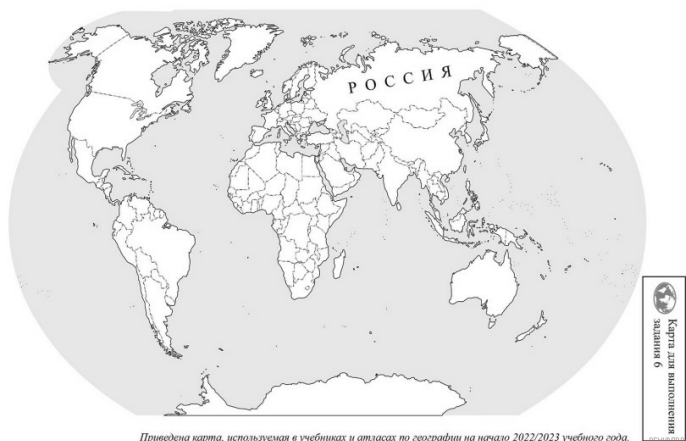 РОССИЯ
Карта для выполнения
задания 6
Приведена карта, используемая в учебниках и атласах по географии на начало 2022/2023 учебного года.